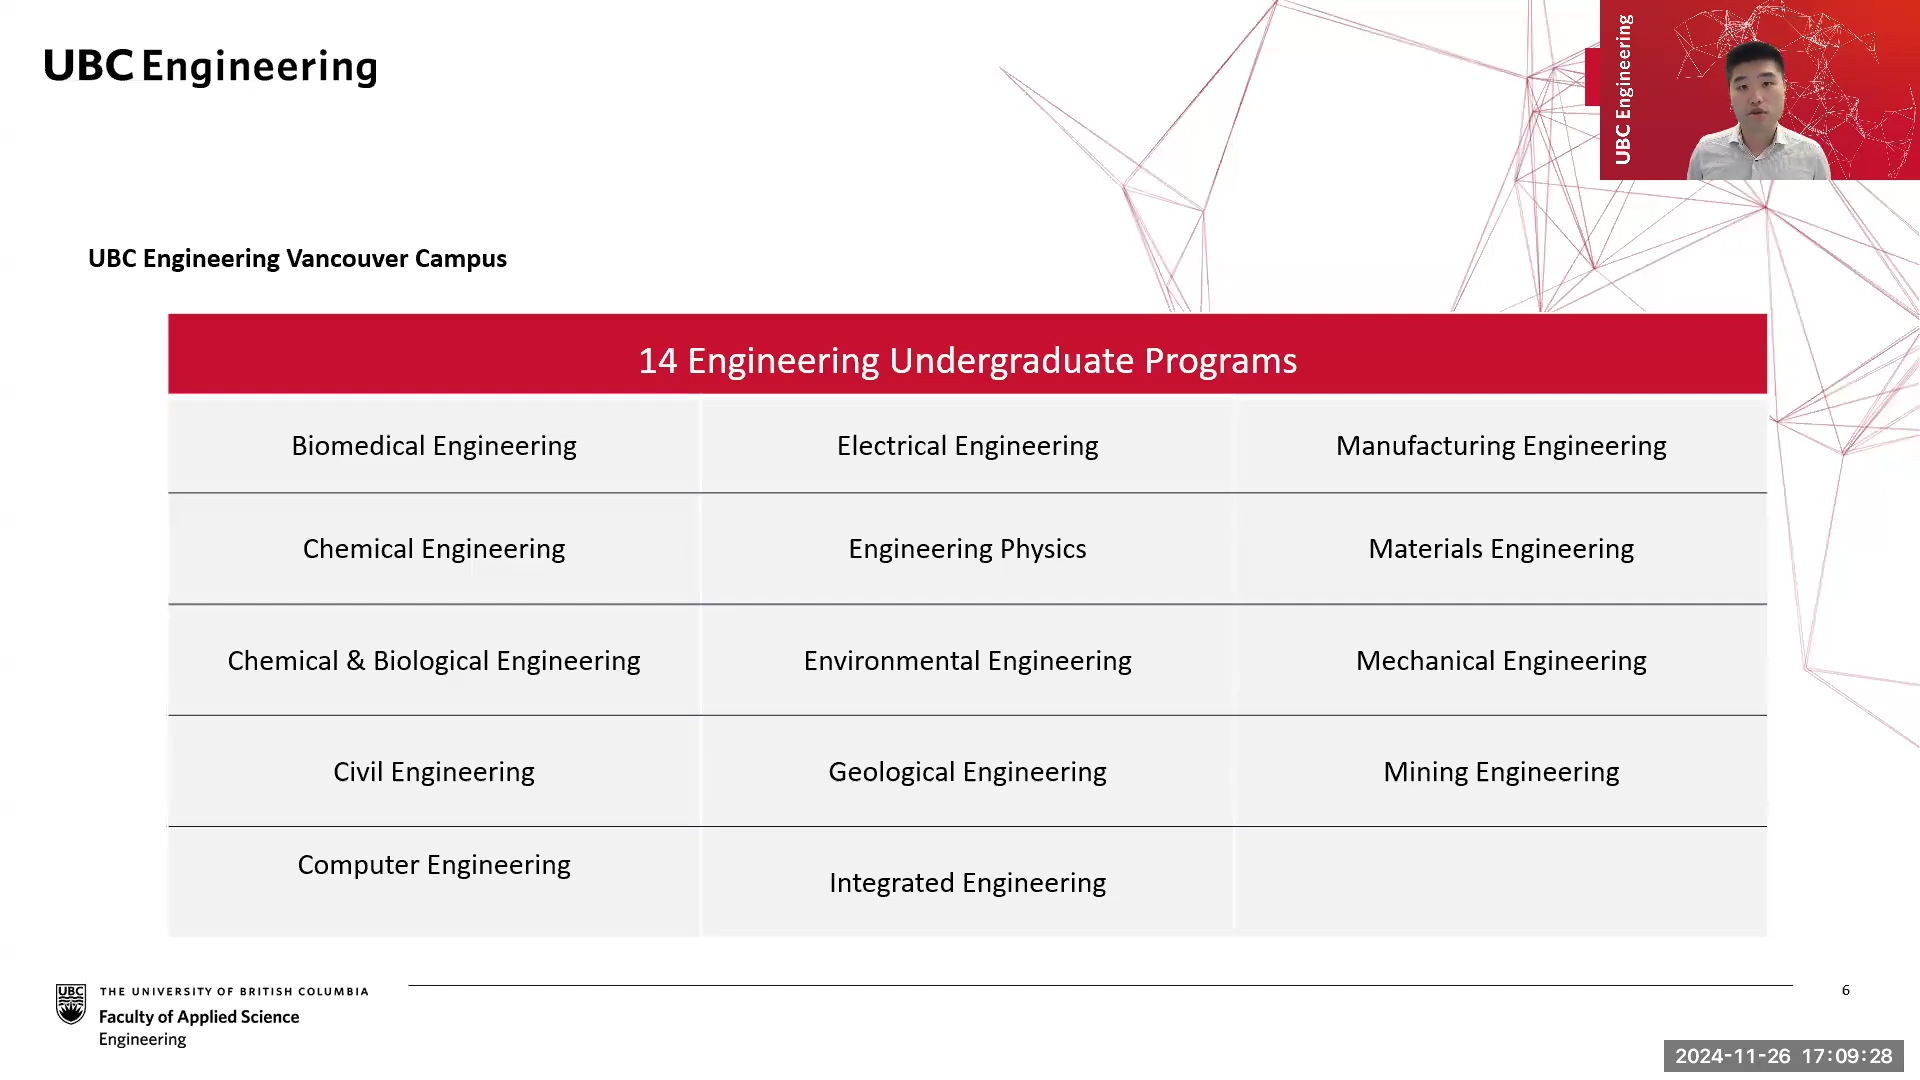 UBC Engineering
UBC Engineering
UBC Engineering Vancouver Campus
14 Engineering Undergraduate Programs
Biomedical Engineering
Electrical Engineering
Manufacturing Engineering
Chemical Engineering
Engineering Physics
Materials Engineering
Chemical & Biological Engineering
Environmental Engineering
Mechanical Engineering
Civil Engineering
Geological Engineering
Mining Engineering
Computer Engineering
Integrated Engineering
UBC
THE UNIVERSITY OF BRITISH COLUMBIA
Faculty of Applied Science
Engineering
6
2024-11-26 17:09:28